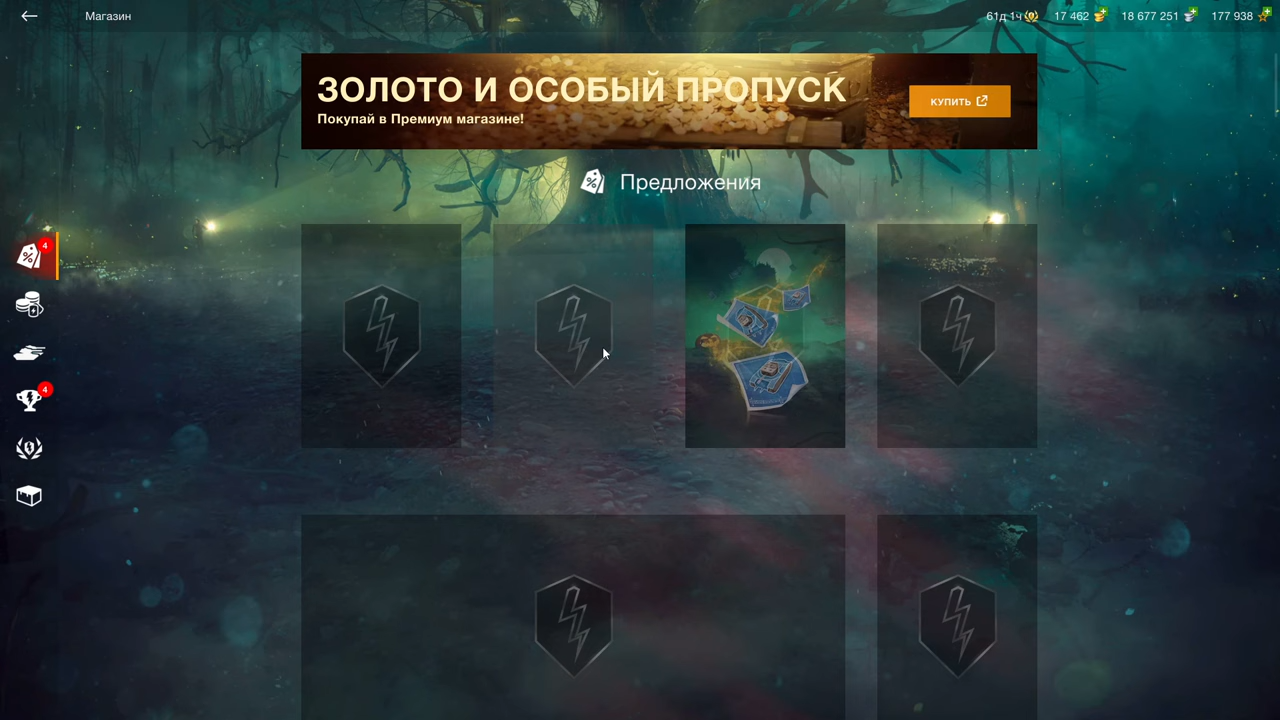 Магазин
61д 1ч
17 462
18 677 251
177 938
ЗОЛОТО И ОСОБЫЙ ПРОПУСК
Покупай в Премиум магазине!
КУПИТЬ
Предложения
4
4